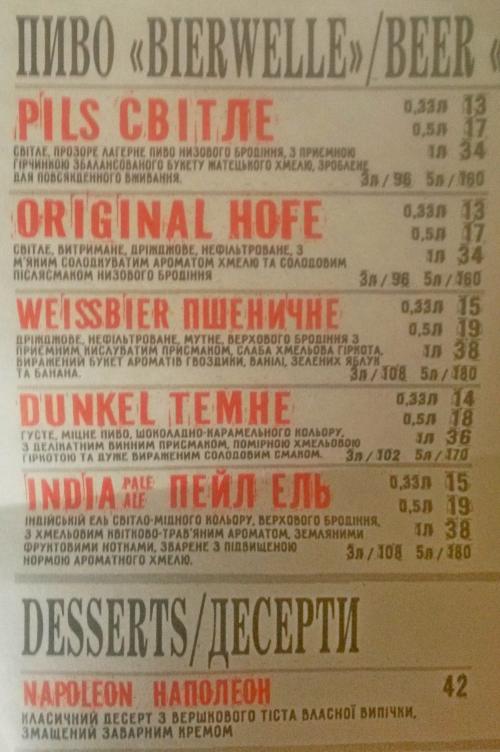 ПИВО «BIERWELLE»/BEER «
PILS СВІТЛЕ 0,33л 13
0,5л 17
СВІТЛЕ, ПРОЗОРЕ ЛАГЕРНЕ ПИВО НИЗОВОГО БРОДІННЯ, З ПРИЄМНОЮ 1л 34
ГІРЧИНКОЮ ЗБАЛАНСОВАНОГО БУКЕТУ ЖАТЕЦЬКОГО ХМЕЛЮ, ЗРОБЛЕНЕ
ДЛЯ ПОВСЯКДЕННОГО ВЖИВАННЯ. 3л / 96 5л / 160
ORIGINAL HOFE 0,33л 13
0,5л 17
СВІТЛЕ, ВИТРИМАНЕ, ДРІЖДЖОВЕ, НЕФІЛЬТРОВАНЕ, З 1л 34
М'ЯКИМ СОЛОДКУВАТИМ АРОМАТОМ ХМЕЛЮ ТА СОЛОДОВИМ
ПІСЛЯСМАКОМ НИЗОВОГО БРОДІННЯ 3л / 96 5л / 160
WEISSBIER ПШЕНИЧНЕ 0,33л 15
0,5л 19
ДРІЖДЖОВЕ, НЕФІЛЬТРОВАНЕ, МУТНЕ, ВЕРХОВОГО БРОДІННЯ З
ПРИЄМНИМ КИСЛУВАТИМ ПРИСМАКОМ, СЛАБА ХМЕЛЬОВА ГІРКОТА, 1л 38
ВИРАЖЕНИЙ БУКЕТ АРОМАТІВ ГВОЗДИКИ, ВАНІЛІ, ЗЕЛЕНИХ ЯБЛУК
ТА БАНАНА. 3л / 108 5л / 180
DUNKEL ТЕМНЕ 0,33л 14
0,5л 18
ГУСТЕ, МІЦНЕ ПИВО, ШОКОЛАДНО-КАРАМЕЛЬНОГО КОЛЬОРУ,
З ДЕЛІКАТНИМ ВИННИМ ПРИСМАКОМ, ПОМІРНОЮ ХМЕЛЬОВОЮ 1л 36
ГІРКОТОЮ ТА ДУЖЕ ВИРАЖЕНИМ СОЛОДОВИМ СМАКОМ. 3л / 102 5л / 170
INDIA PALE ALE ПЕЙЛ ЕЛЬ 0,33л 15
0,5л 19
ІНДІЙСЬКІЙ ЕЛЬ СВІТЛО-МІДНОГО КОЛЬОРУ, ВЕРХОВОГО БРОДІННЯ,
З ХМЕЛЬОВИМ КВІТКОВО-ТРАВ'ЯНИМ АРОМАТОМ, ЗЕМЛЯНИМИ 1л 38
ФРУКТОВИМИ НОТКАМИ, ЗВАРЕНЕ З ПІДВИЩЕНОЮ 3л / 108 5л / 180
НОРМОЮ АРОМАТНОГО ХМЕЛЮ.
DESSERTS/ДЕСЕРТИ
NAPOLEON НАПОЛЕОН 42
КЛАСИЧНИЙ ДЕСЕРТ З ВЕРШКОВОГО ТІСТА ВЛАСНОЇ ВИПІЧКИ,
ЗМАЩЕНИЙ ЗАВАРНИМ КРЕМОМ